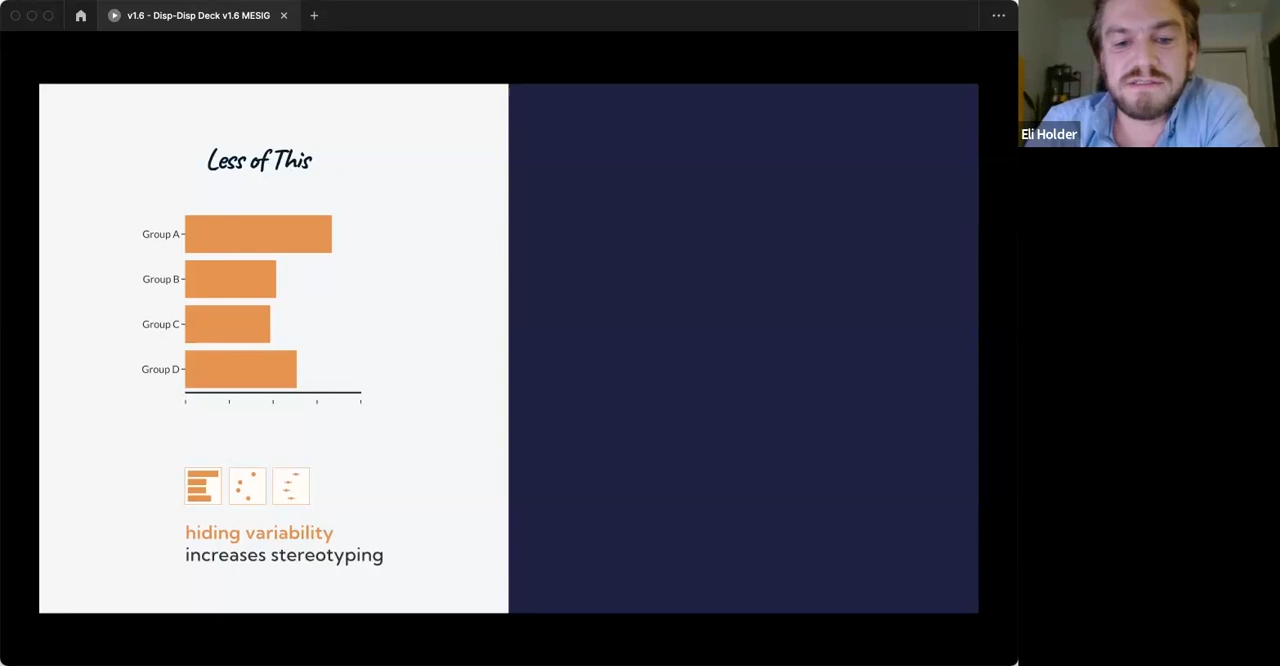 v1.6 - Disp-Disp Deck v1.6 MESIG
Eli Holder
Less of This
Group A
Group B
Group C
Group D
hiding variability
increases stereotyping